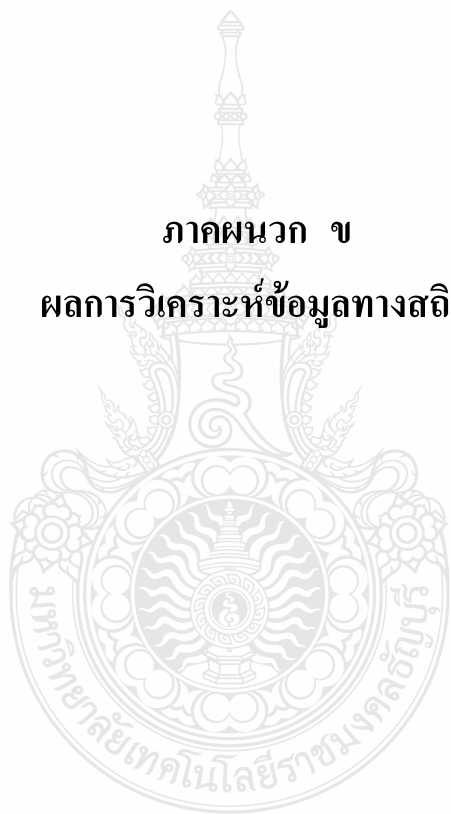 ภาคผนวก ข
ผลการวิเคราะห์ข้อมูลทางสถิ
มหาวิทยาลัยเทคโนโลยีราชมงคลธัญบุรี